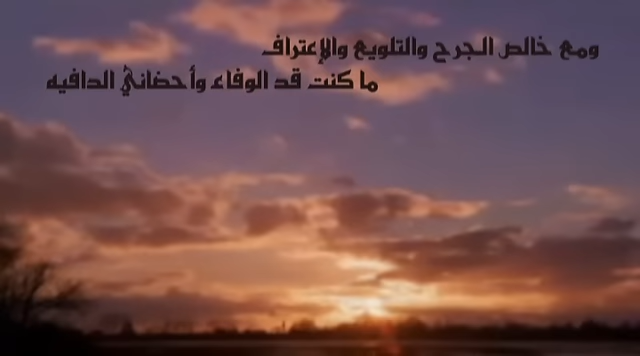 ومع خالص الجرح والتلويع والإعتراف
ما كنت قد الوفاء وأحضاني الدافيه